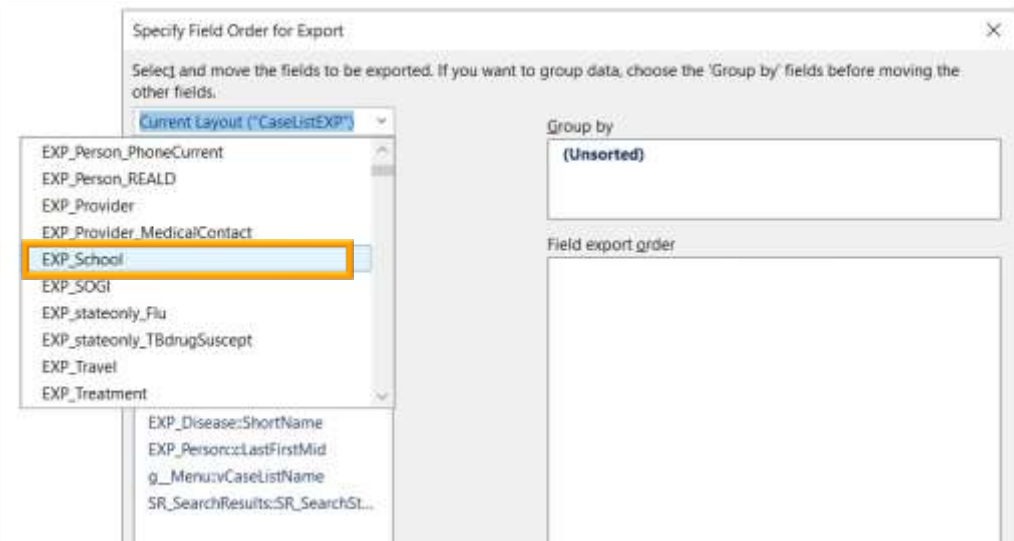 Specify Field Order for Export
Select and move the fields to be exported. If you want to group data, choose the 'Group by' fields before moving the
other fields.
Current Layout ("CaseListEXP")
EXP_Person_PhoneCurrent
EXP_Person_REALD
EXP_Provider
EXP_Provider_MedicalContact
EXP_School
EXP_SOGI
EXP_stateonly_Flu
EXP_stateonly_TBdrugSuscept
EXP_Travel
EXP_Treatment
EXP_Disease::ShortName
EXP_Person::cLastFirstMid
g__Menu::vCaseListName
SR_SearchResults::SR_SearchSt...
Group by
(Unsorted)
Field export order